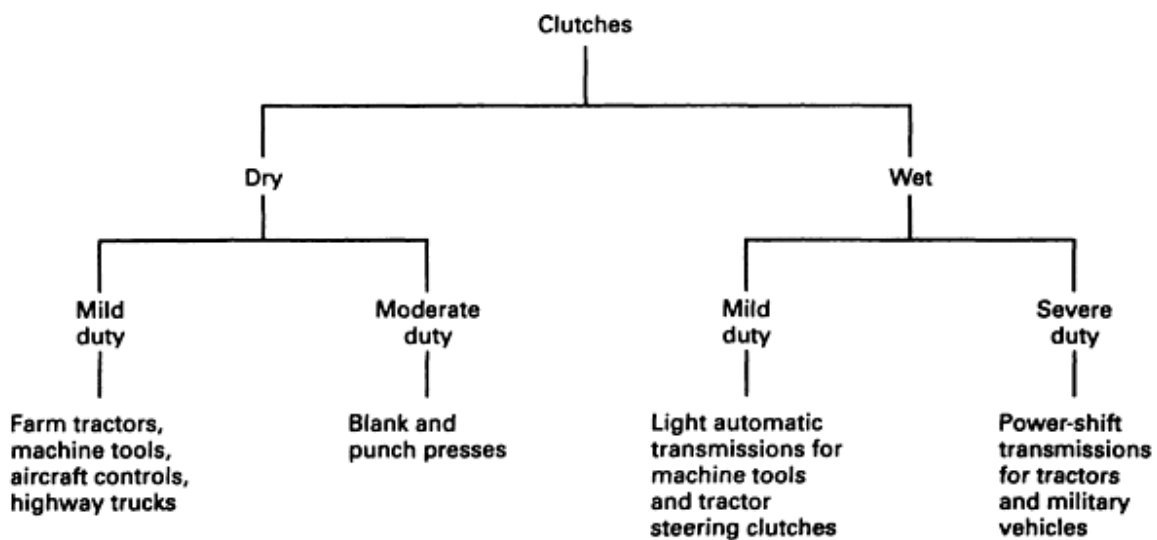 Clutches
Dry
Wet
Mild
duty
Moderate
duty
Mild
duty
Severe
duty
Farm tractors,
machine tools,
aircraft controls,
highway trucks
Blank and
punch presses
Light automatic
transmissions for
machine tools
and tractor
steering clutches
Power-shift
transmissions
for tractors
and military
vehicles